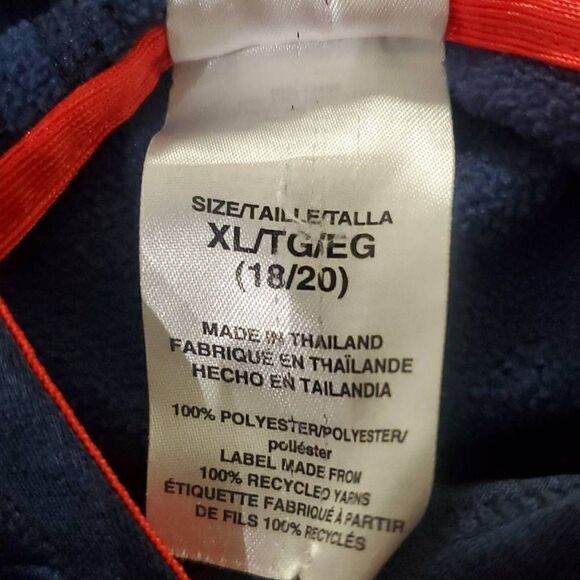 SIZE/TAILLE/TALLA
XL/TG/EG
(18/20)
MADE IN THAILAND
FABRIQUÉ EN THAÏLANDE
HECHO EN TAILANDIA
100% POLYESTER/POLYESTER/
poliéster
LABEL MADE FROM
100% RECYCLED YARNS
ÉTIQUETTE FABRIQUÉ À PARTIR
DE FILS 100% RECYCLÉS